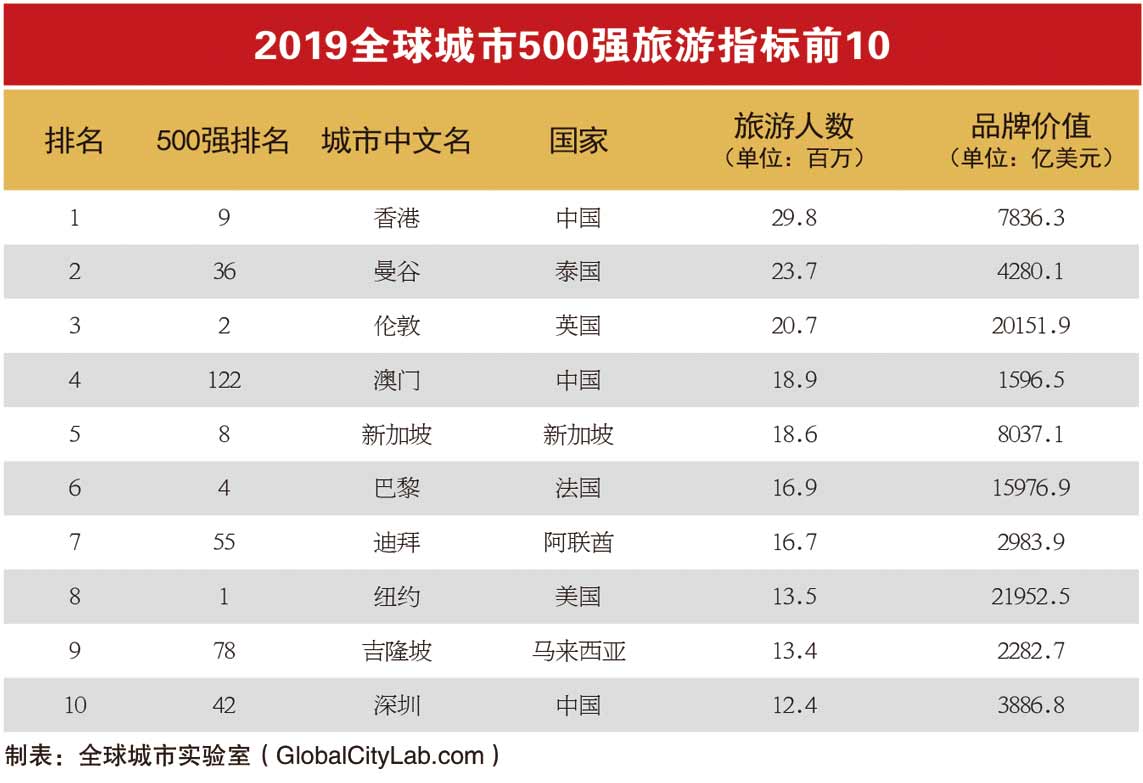 2019全球城市500强旅游指标前10
排名 500强排名 城市中文名 国家 旅游人数 品牌价值
（单位：百万） （单位：亿美元）
1 9 香港 中国 29.8 7836.3
2 36 曼谷 泰国 23.7 4280.1
3 2 伦敦 英国 20.7 20151.9
4 122 澳门 中国 18.9 1596.5
5 8 新加坡 新加坡 18.6 8037.1
6 4 巴黎 法国 16.9 15976.9
7 55 迪拜 阿联酋 16.7 2983.9
8 1 纽约 美国 13.5 21952.5
9 78 吉隆坡 马来西亚 13.4 2282.7
10 42 深圳 中国 12.4 3886.8
制表：全球城市实验室（GlobalCityLab.com）